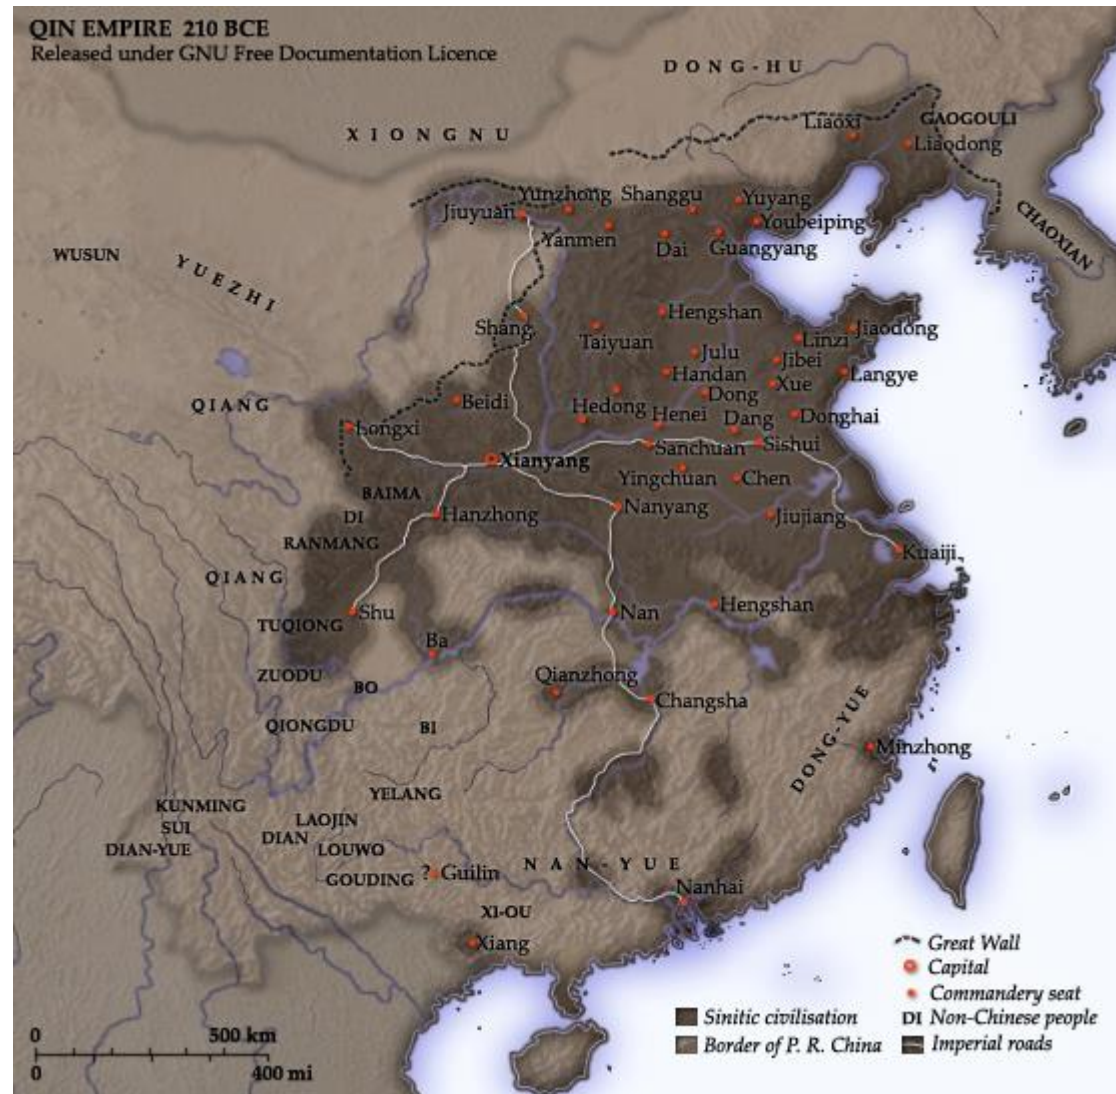 QIN EMPIRE 210 BCE
Released under GNU Free Documentation Licence
DONG-HU
XIONGNU
Liaoxi
GAOGOULI
Liaodong
Yunzhong
Shanggu
Yuyang
Jiuyuan
Youbeiping
Yanmen
Dai
Guangyang
CHAOXIAN
WUSUN
YUEZHI
Shang
Hengshan
Taiyuan
Linzi
Jiaodong
Julu
Jibei
Handan
Xue
Langye
QIANG
Beidi
Hedong
Dong
Henei
Dang
Donghai
Longxi
Xianyang
Sanchuan
Sishui
Yingchuan
Chen
BAIMA
DI
Hanzhong
Nanyang
Jiujiang
RANMANG
Kuaiji
QIANG
Shu
Nan
Hengshan
TUQIONG
Ba
ZUODU
BO
Qianzhong
Changsha
QIONGDU
BI
DONG-YUE
Minzhong
YELANG
KUNMING
LAOJIN
SUI
DIAN
DIAN-YUE
LOUWO
NAN-YUE
GOUDING
? Guilin
Nanhai
XI-OU
Xiang
Great Wall
Capital
Commandery seat
DI Non-Chinese people
Imperial roads
Sinitic civilisation
Border of P. R. China
0 500 km
0 400 mi